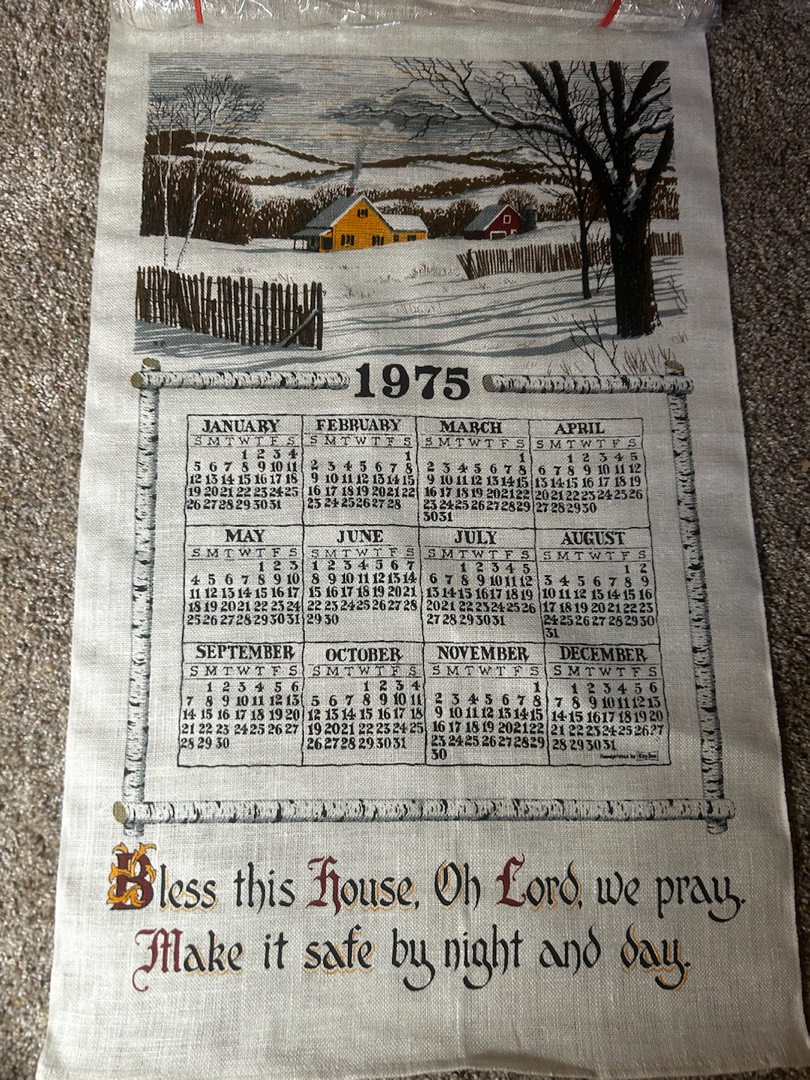 1975
JANUARY FEBRUARY MARCH APRIL
S M T W T F S S M T W T F S S M T W T F S S M T W T F S
1 2 3 4 1 1 1 2 3 4 5
5 6 7 8 9 10 11 2 3 4 5 6 7 8 2 3 4 5 6 7 8 6 7 8 9 10 11 12
12 13 14 15 16 17 18 9 10 11 12 13 14 15 9 10 11 12 13 14 15 13 14 15 16 17 18 19
19 20 21 22 23 24 25 16 17 18 19 20 21 22 16 17 18 19 20 21 22 20 21 22 23 24 25 26
26 27 28 29 30 31 23 24 25 26 27 28 23 24 25 26 27 28 29 27 28 29 30
30 31
MAY JUNE JULY AUGUST
S M T W T F S S M T W T F S S M T W T F S S M T W T F S
1 2 3 1 2 3 4 5 6 7 1 2 3 4 5 1 2
4 5 6 7 8 9 10 8 9 10 11 12 13 14 6 7 8 9 10 11 12 3 4 5 6 7 8 9
11 12 13 14 15 16 17 15 16 17 18 19 20 21 13 14 15 16 17 18 19 10 11 12 13 14 15 16
18 19 20 21 22 23 24 22 23 24 25 26 27 28 20 21 22 23 24 25 26 17 18 19 20 21 22 23
25 26 27 28 29 30 31 29 30 27 28 29 30 31 24 25 26 27 28 29 30
31
SEPTEMBER OCTOBER NOVEMBER DECEMBER
S M T W T F S S M T W T F S S M T W T F S S M T W T F S
1 2 3 4 5 6 1 2 3 4 1 1 2 3 4 5 6
7 8 9 10 11 12 13 5 6 7 8 9 10 11 2 3 4 5 6 7 8 7 8 9 10 11 12 13
14 15 16 17 18 19 20 12 13 14 15 16 17 18 9 10 11 12 13 14 15 14 15 16 17 18 19 20
21 22 23 24 25 26 27 19 20 21 22 23 24 25 16 17 18 19 20 21 22 21 22 23 24 25 26 27
28 29 30 26 27 28 29 30 31 23 24 25 26 27 28 29 28 29 30 31
30
Handprinted by
Bless this House, Oh Lord, we pray.
Make it safe by night and day.